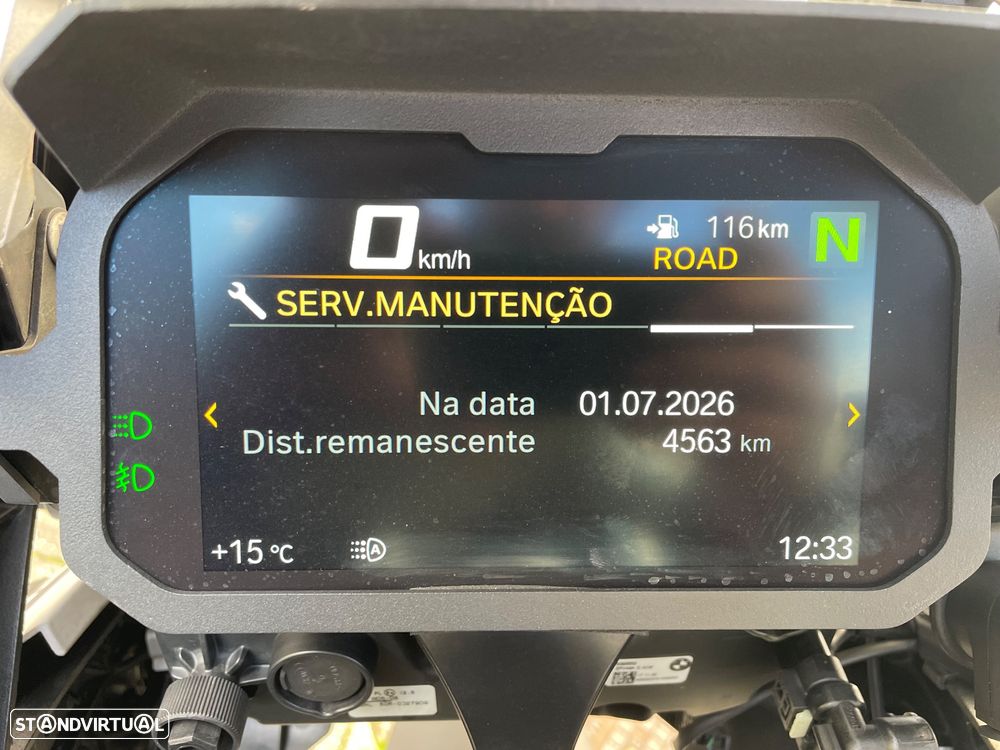 0 km/h
116 km
N
ROAD
SERV.MANUTENÇÃO
Na data 01.07.2026
Dist.remanescente 4563 km
+15 °C
A
12:33
STANDVIRTUAL